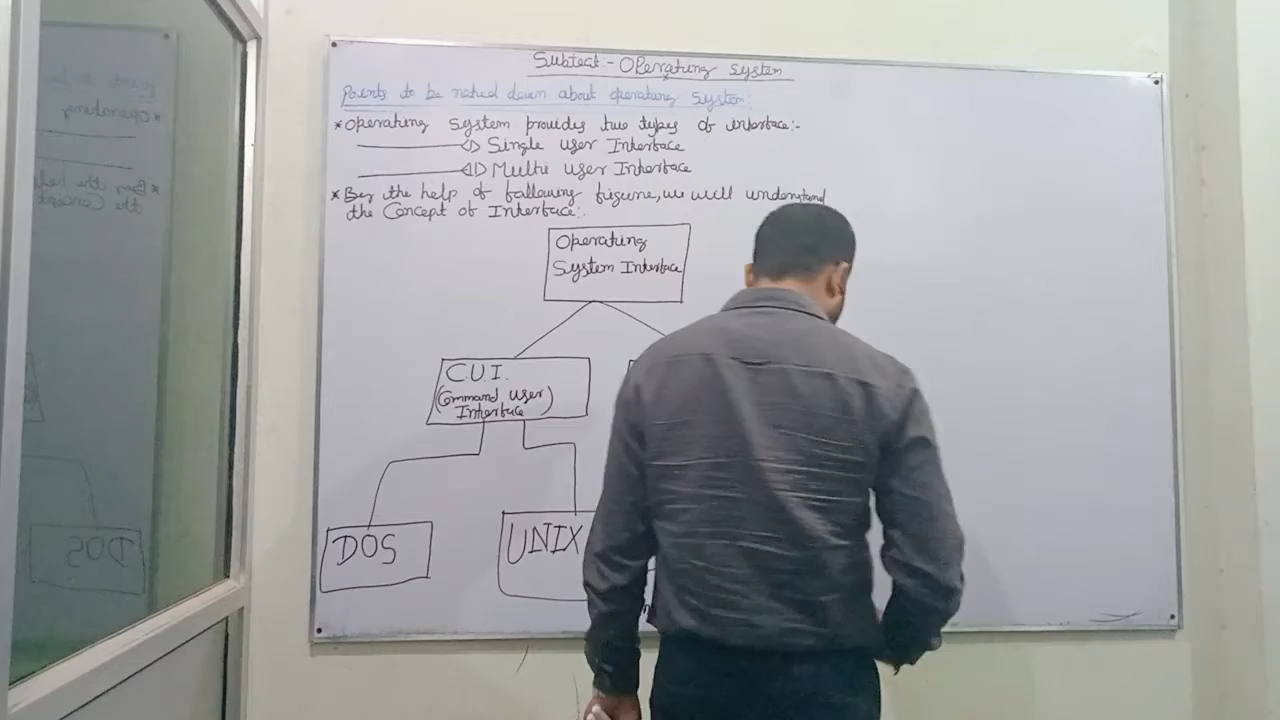 Subject:- Operating System
Points to be noted down about operating system:
* Operating System provides two types of interface:-
Single user Interface
Multi user Interface
* By the help of following figure, we will understand
the Concept of Interface:.
Operating
System Interface
C.U.I.
(Command user
Interface)
DOS
UNIX